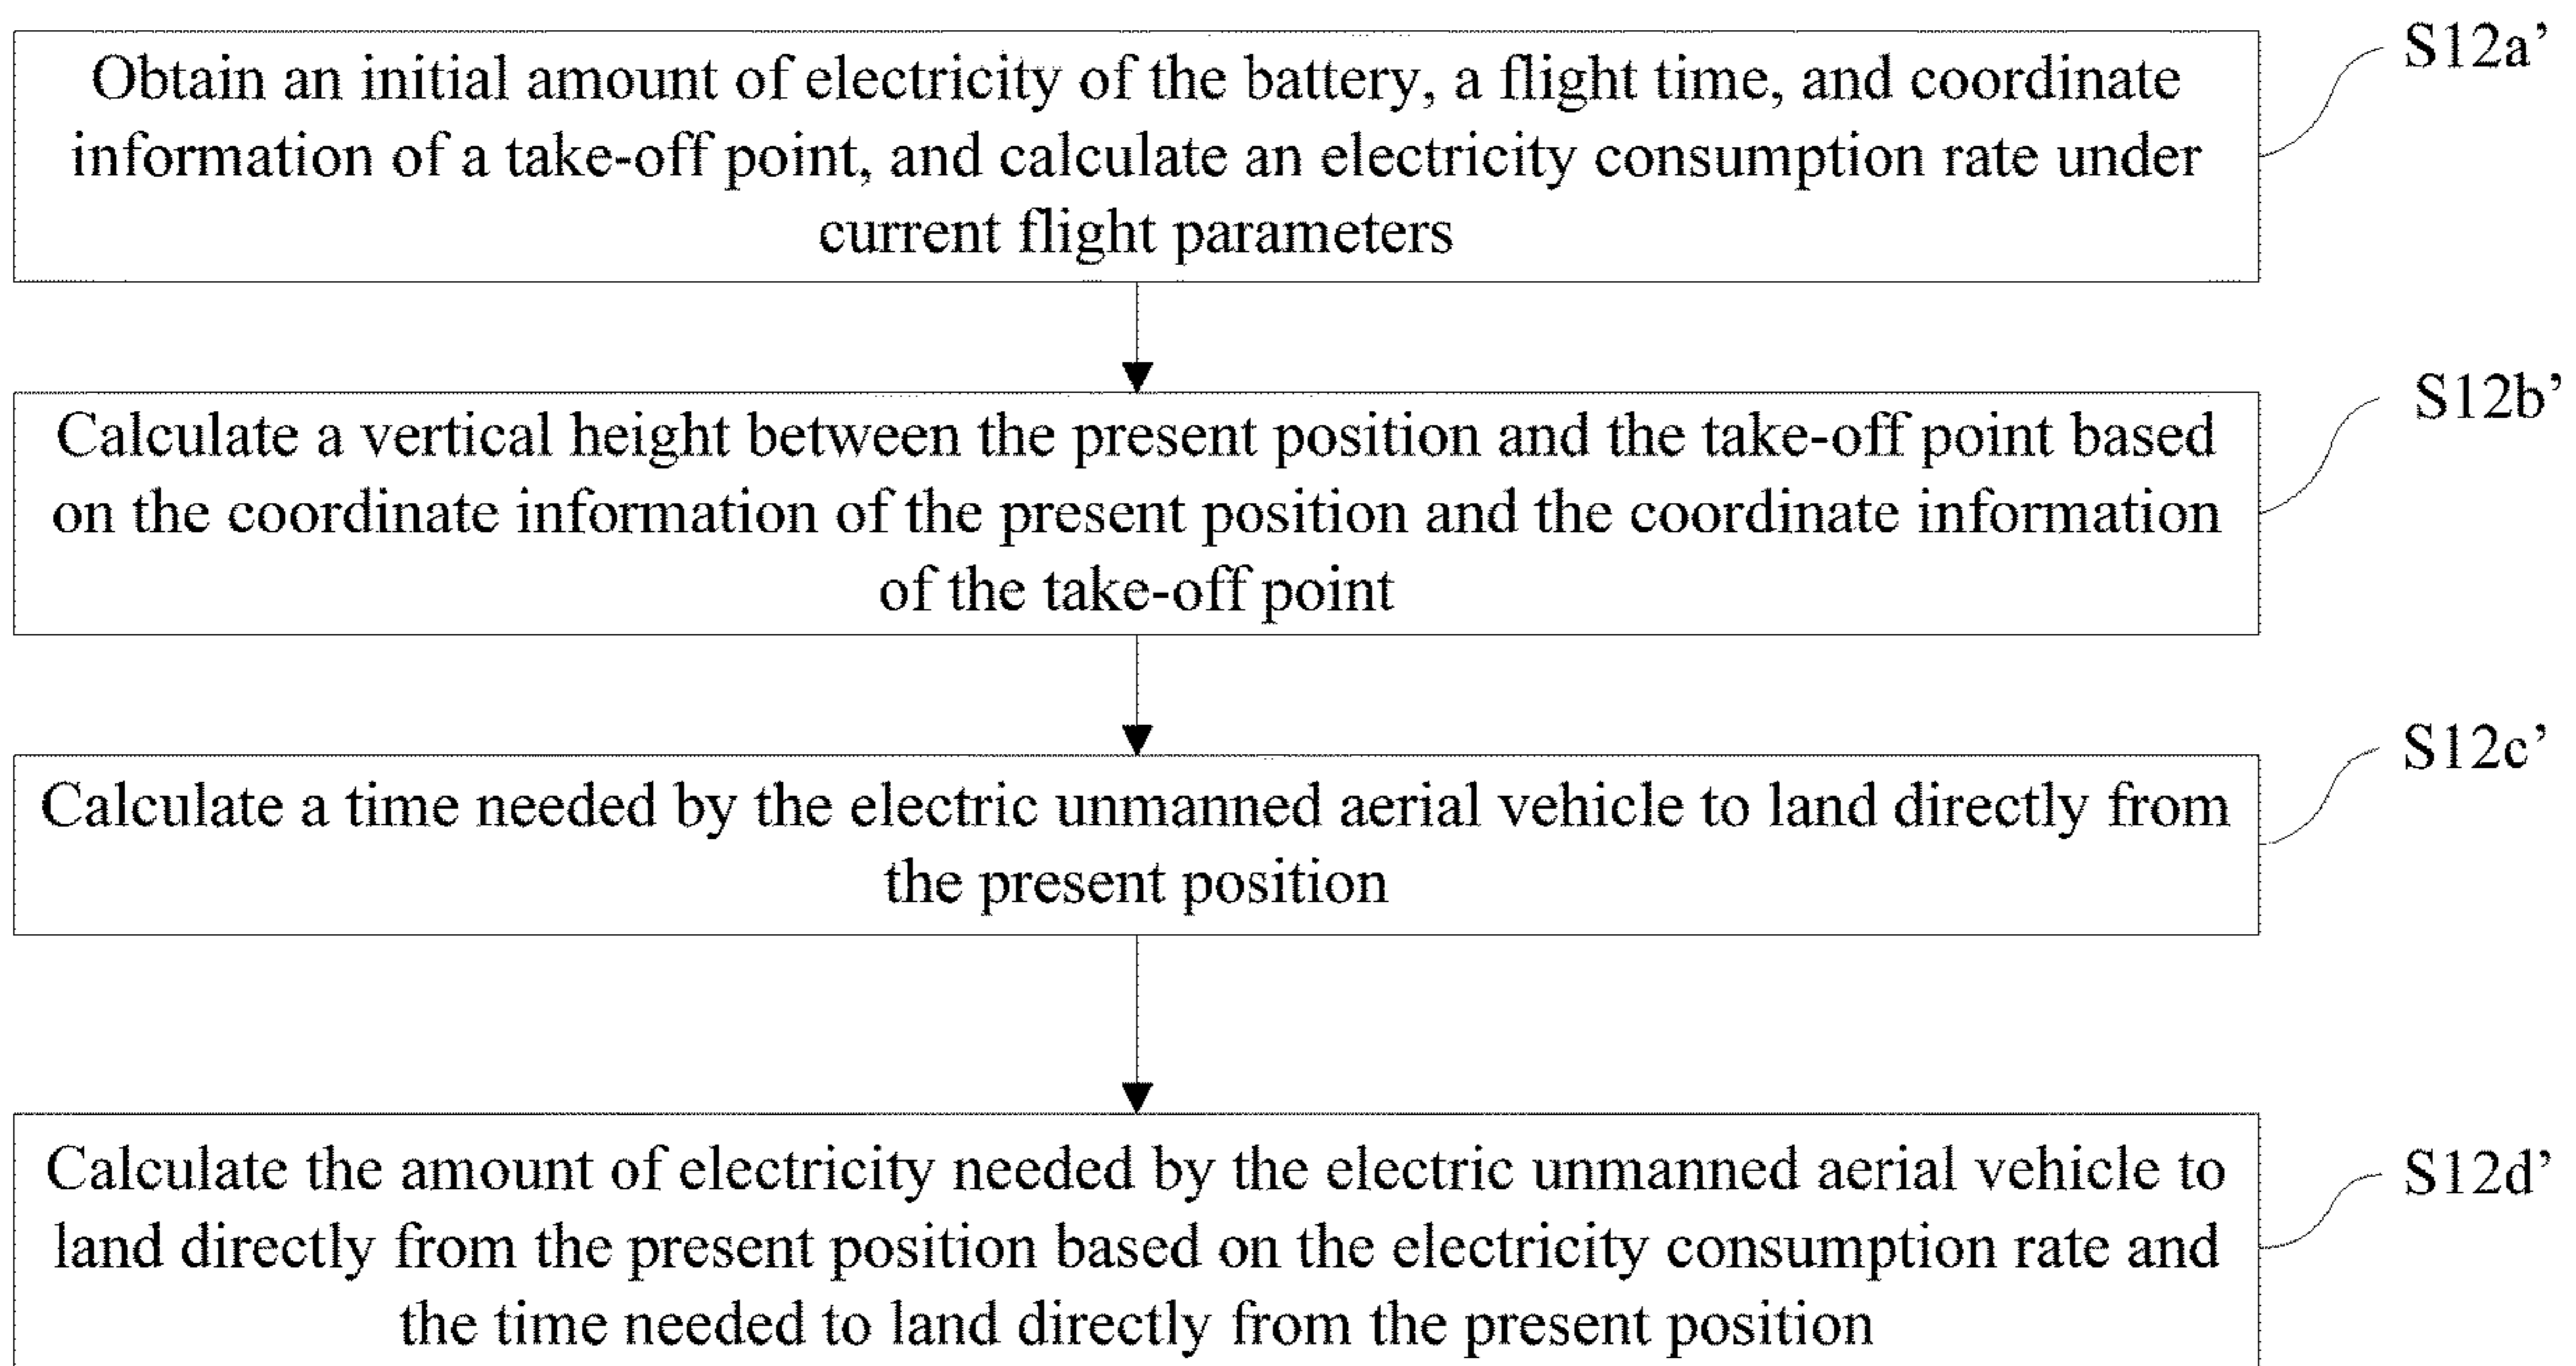 Obtain an initial amount of electricity of the battery, a flight time, and coordinate
information of a take-off point, and calculate an electricity consumption rate under
current flight parameters
S12a’
Calculate a vertical height between the present position and the take-off point based
on the coordinate information of the present position and the coordinate information
of the take-off point
S12b’
Calculate a time needed by the electric unmanned aerial vehicle to land directly from
the present position
S12c’
Calculate the amount of electricity needed by the electric unmanned aerial vehicle to
land directly from the present position based on the electricity consumption rate and
the time needed to land directly from the present position
S12d’